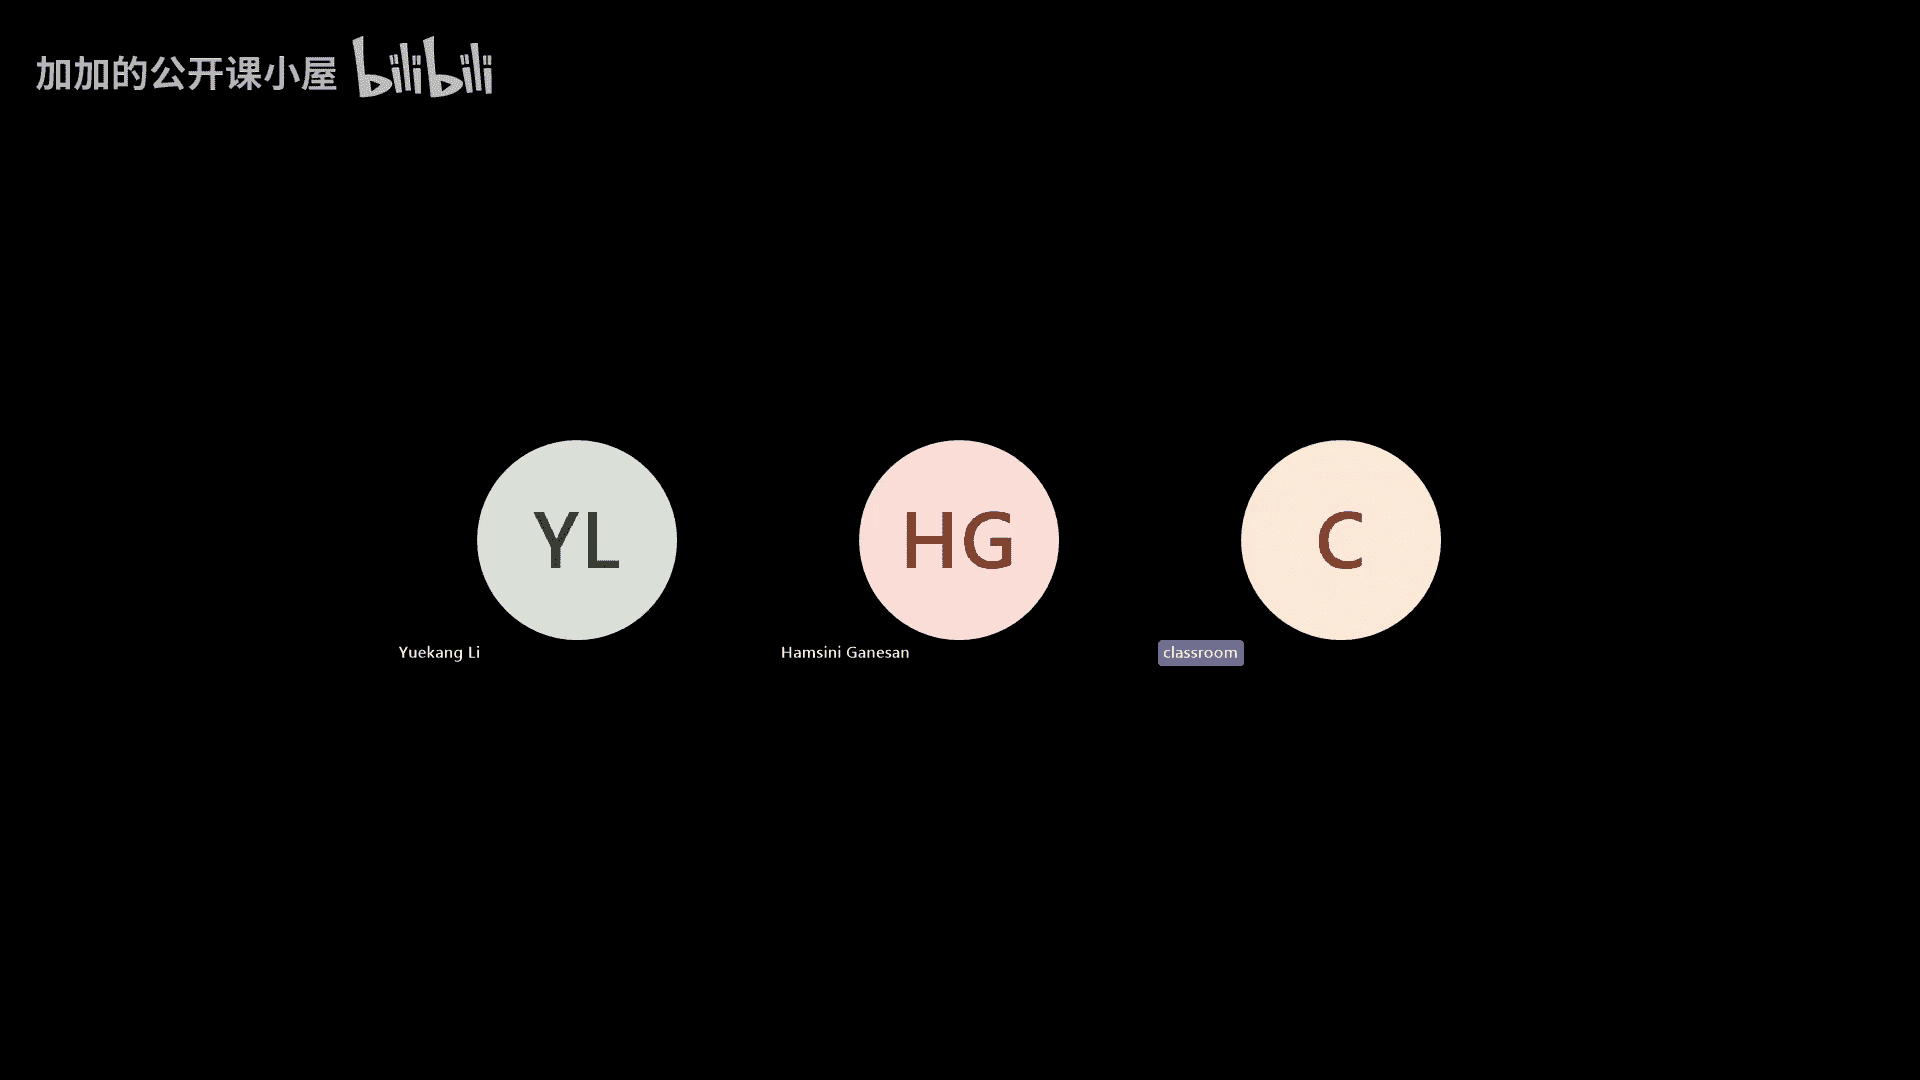 加加的公开课小屋 bilibili
YL
HG
C
Yuekang Li
Hamsini Ganesan
classroom